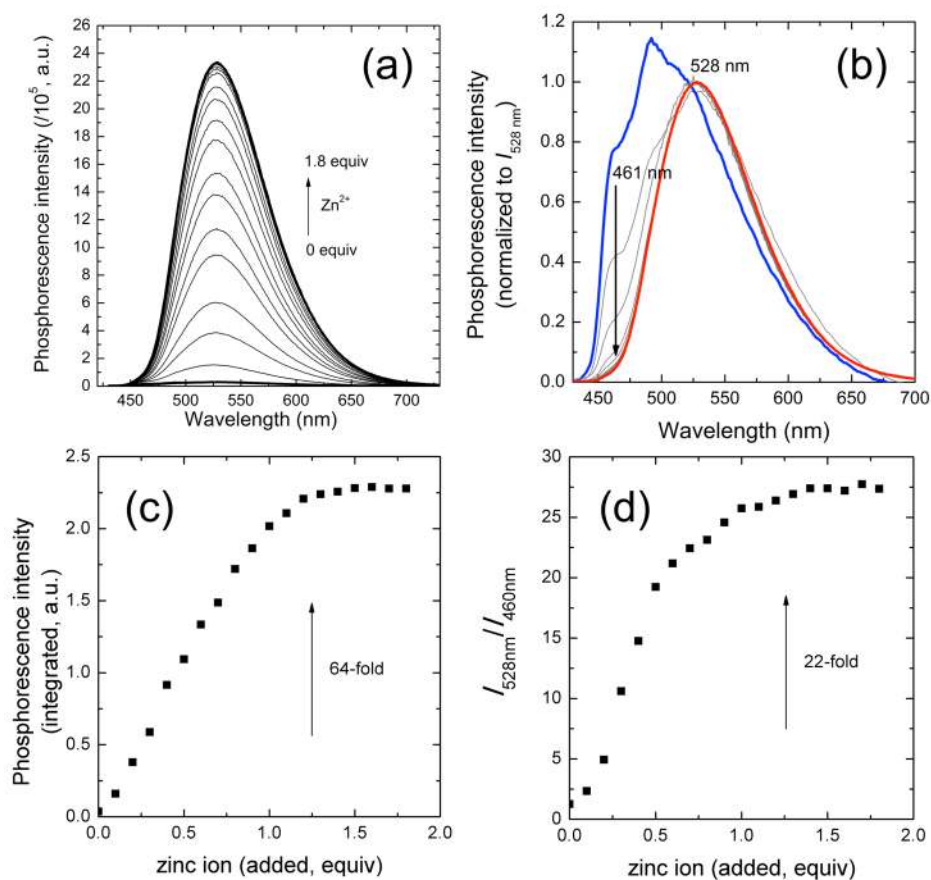 (a)
Phosphorescence intensity (/10⁵, a.u.)
26
24
22
20
18
16
14
12
10
8
6
4
2
0
1.8 equiv
Zn²⁺
0 equiv
450 500 550 600 650 700
Wavelength (nm)
(b)
Phosphorescence intensity
(normalized to I₅₂₈ ₙₘ)
1.2
1.0
0.8
0.6
0.4
0.2
0.0
528 nm
461 nm
450 500 550 600 650 700
Wavelength (nm)
(c)
Phosphorescence intensity
(integrated, a.u.)
2.5
2.0
1.5
1.0
0.5
0.0
64-fold
0.0 0.5 1.0 1.5 2.0
zinc ion (added, equiv)
(d)
I₅₂₈ₙₘ/I₄₆₀ₙₘ
30
25
20
15
10
5
0
22-fold
0.0 0.5 1.0 1.5 2.0
zinc ion (added, equiv)